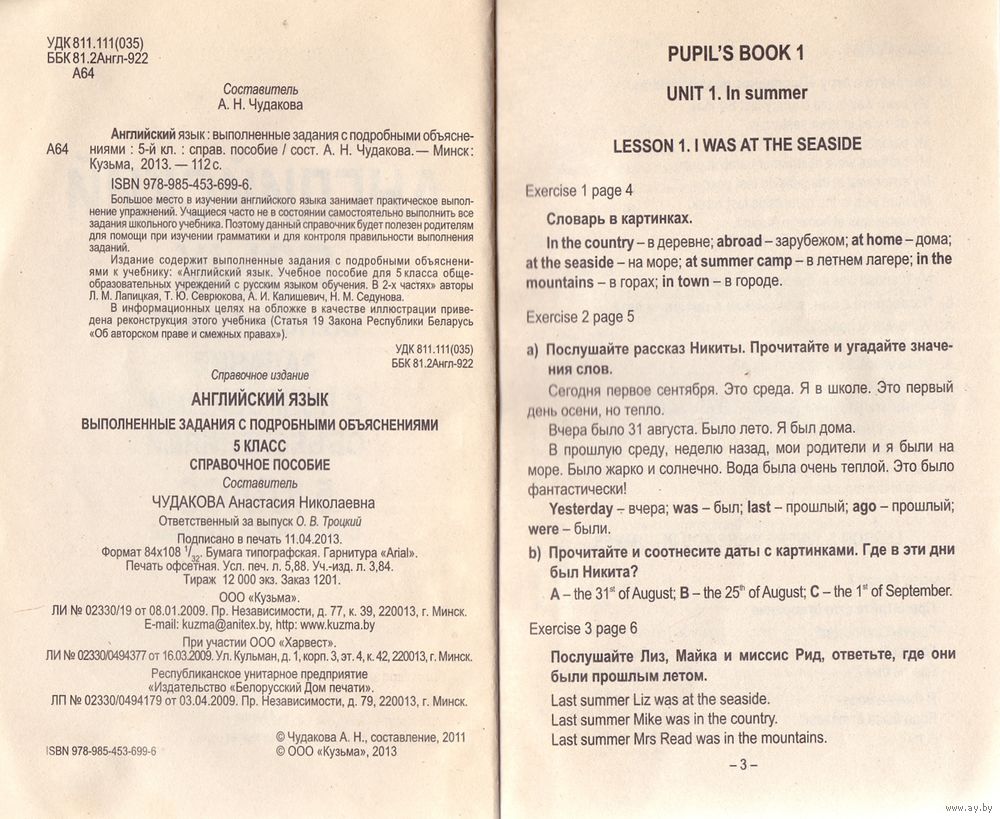 УДК 811.111(035)
ББК 81.2Англ-922
А64
Составитель
А. Н. Чудакова
Английский язык : выполненные задания с подробными объясне-
А64 ниями : 5-й кл. : справ. пособие / сост. А. Н. Чудакова. — Минск :
Кузьма, 2013. — 112 с.
ISBN 978-985-453-699-6.
Большое место в изучении английского языка занимает практическое выпол-
нение упражнений. Учащиеся часто не в состоянии самостоятельно выполнить все
задания школьного учебника. Поэтому данный справочник будет полезен родителям
для помощи при изучении грамматики и для контроля правильности выполнения
заданий.
Издание содержит выполненные задания с подробными объяснени-
ями к учебнику: «Английский язык. Учебное пособие для 5 класса обще-
образовательных учреждений с русским языком обучения. В 2-х частях» авторы
Л. М. Лапицкая, Т. Ю. Севрюкова, А. И. Калишевич, Н. М. Седунова.
В информационных целях на обложке в качестве иллюстрации приве-
дена реконструкция этого учебника (Статья 19 Закона Республики Беларусь
«Об авторском праве и смежных правах»).
УДК 811.111(035)
ББК 81.2Англ-922
Справочное издание
АНГЛИЙСКИЙ ЯЗЫК
ВЫПОЛНЕННЫЕ ЗАДАНИЯ С ПОДРОБНЫМИ ОБЪЯСНЕНИЯМИ
5 КЛАСС
СПРАВОЧНОЕ ПОСОБИЕ
Составитель
ЧУДАКОВА Анастасия Николаевна
Ответственный за выпуск О. В. Троцкий
Подписано в печать 11.04.2013.
Формат 84х108 1/32. Бумага типографская. Гарнитура «Arial».
Печать офсетная. Усл. печ. л. 5,88. Уч.-изд. л. 3,84.
Тираж 12 000 экз. Заказ 1201.
ООО «Кузьма».
ЛИ № 02330/19 от 08.01.2009. Пр. Независимости, д. 77, к. 39, 220013, г. Минск.
E-mail: kuzma@anitex.by, http: www.kuzma.by
При участии ООО «Харвест».
ЛИ № 02330/0494377 от 16.03.2009. Ул. Кульман, д. 1, корп. 3, эт. 4, к. 42, 220013, г. Минск.
Республиканское унитарное предприятие
«Издательство «Белорусский Дом печати».
ЛП № 02330/0494179 от 03.04.2009. Пр. Независимости, д. 79, 220013, г. Минск.
© Чудакова А. Н., составление, 2011
ISBN 978-985-453-699-6 © ООО «Кузьма», 2013
PUPIL'S BOOK 1
UNIT 1. In summer
LESSON 1. I WAS AT THE SEASIDE
Exercise 1 page 4
Словарь в картинках.
In the country – в деревне; abroad – зарубежом; at home – дома;
at the seaside – на море; at summer camp – в летнем лагере; in the
mountains – в горах; in town – в городе.
Exercise 2 page 5
a) Послушайте рассказ Никиты. Прочитайте и угадайте значе-
ния слов.
Сегодня первое сентября. Это среда. Я в школе. Это первый
день осени, но тепло.
Вчера было 31 августа. Было лето. Я был дома.
В прошлую среду, неделю назад, мои родители и я были на
море. Было жарко и солнечно. Вода была очень теплой. Это было
фантастически!
Yesterday – вчера; was – был; last – прошлый; ago – прошлый;
were – были.
b) Прочитайте и соотнесите даты с картинками. Где в эти дни
был Никита?
A – the 31st of August; B – the 25th of August; C – the 1st of September.
Exercise 3 page 6
Послушайте Лиз, Майка и миссис Рид, ответьте, где они
были прошлым летом.
Last summer Liz was at the seaside.
Last summer Mike was in the country.
Last summer Mrs Read was in the mountains.
– 3 –
www.ay.by